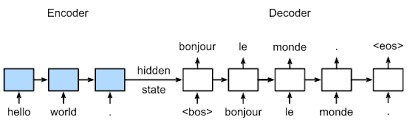 Encoder Decoder
bonjour le monde . <eos>
hidden
state
hello world . <bos> bonjour le monde .